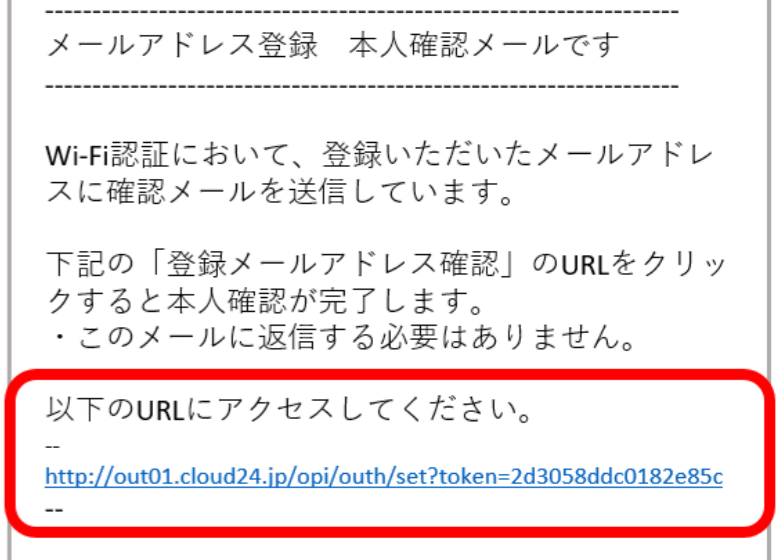 --------------------------------------------------------------------
メールアドレス登録　本人確認メールです
--------------------------------------------------------------------
Wi-Fi認証において、登録いただいたメールアドレ
スに確認メールを送信しています。
下記の「登録メールアドレス確認」のURLをクリッ
クすると本人確認が完了します。
・このメールに返信する必要はありません。
以下のURLにアクセスしてください。
--
http://out01.cloud24.jp/opi/outh/set?token=2d3058ddc0182e85c
--